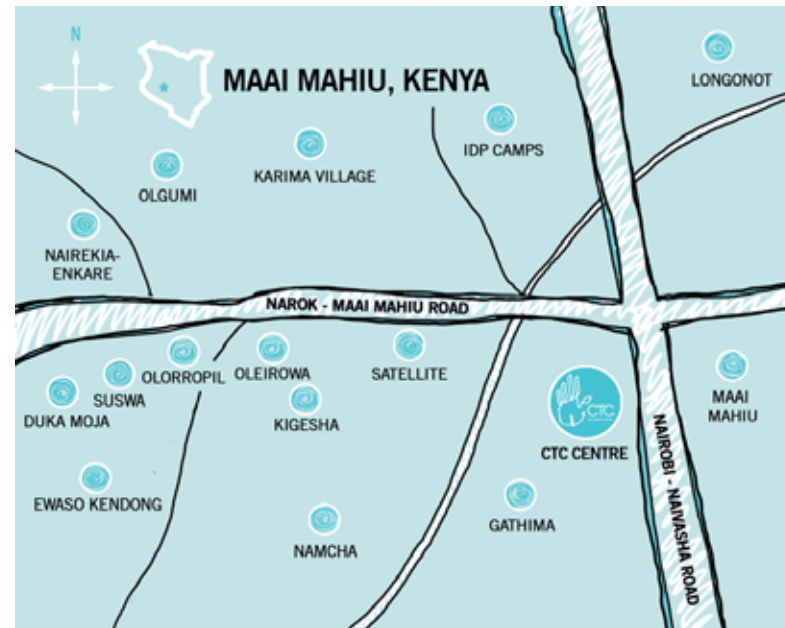 N
MAAI MAHIU, KENYA
LONGONOT
IDP CAMPS
KARIMA VILLAGE
OLGUMI
NAIREKIA-
ENKARE
NAROK - MAAI MAHIU ROAD
OLORROPIL
OLEIROWA
SATELLITE
SUSWA
DUKA MOJA
KIGESHA
CTC
CTC CENTRE
MAAI
MAHIU
NAIROBI - NAIVASHA ROAD
EWASO KENDONG
NAMCHA
GATHIMA